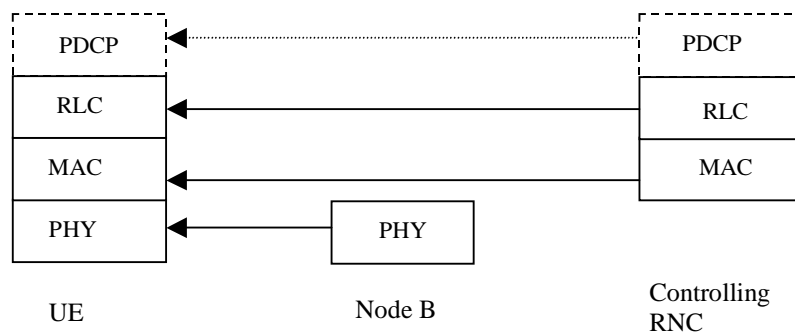 PDCP
PDCP
RLC
RLC
MAC
MAC
PHY
PHY
UE
Node B
Controlling
RNC